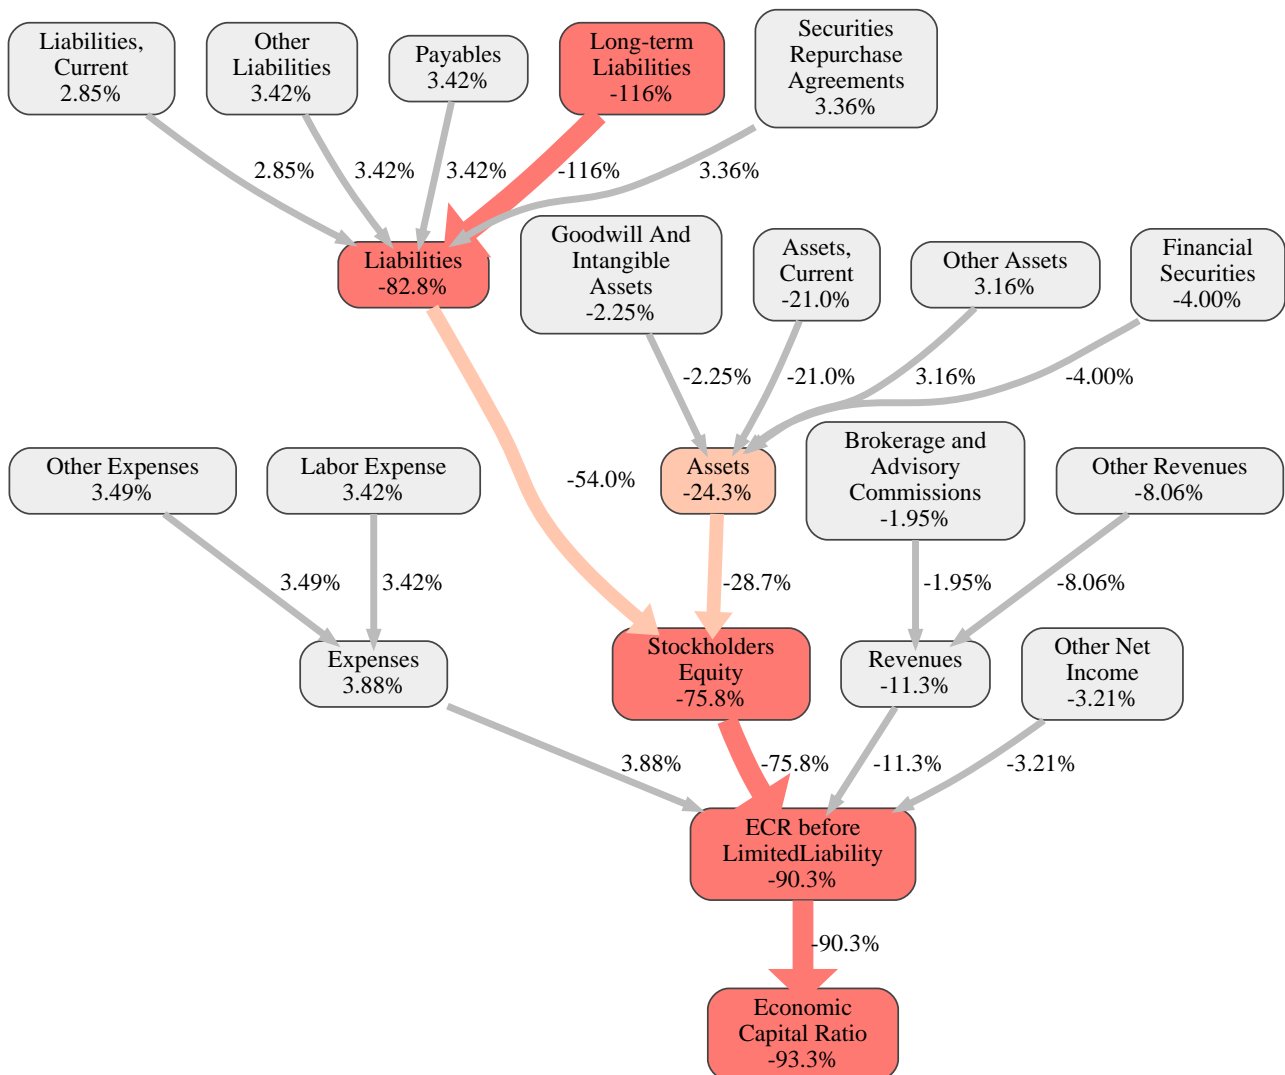 Liabilities,
Current
2.85%
Other
Liabilities
3.42%
Payables
3.42%
Long-term
Liabilities
-116%
Securities
Repurchase
Agreements
3.36%
2.85%
3.42%
3.42%
-116%
3.36%
Liabilities
-82.8%
Goodwill And
Intangible
Assets
-2.25%
Assets,
Current
-21.0%
Other Assets
3.16%
Financial
Securities
-4.00%
-2.25%
-21.0%
3.16%
-4.00%
Other Expenses
3.49%
Labor Expense
3.42%
-54.0%
Assets
-24.3%
Brokerage and
Advisory
Commissions
-1.95%
Other Revenues
-8.06%
3.49%
3.42%
-28.7%
-1.95%
-8.06%
Expenses
3.88%
Stockholders
Equity
-75.8%
Revenues
-11.3%
Other Net
Income
-3.21%
3.88%
-75.8%
-11.3%
-3.21%
ECR before
LimitedLiability
-90.3%
-90.3%
Economic
Capital Ratio
-93.3%